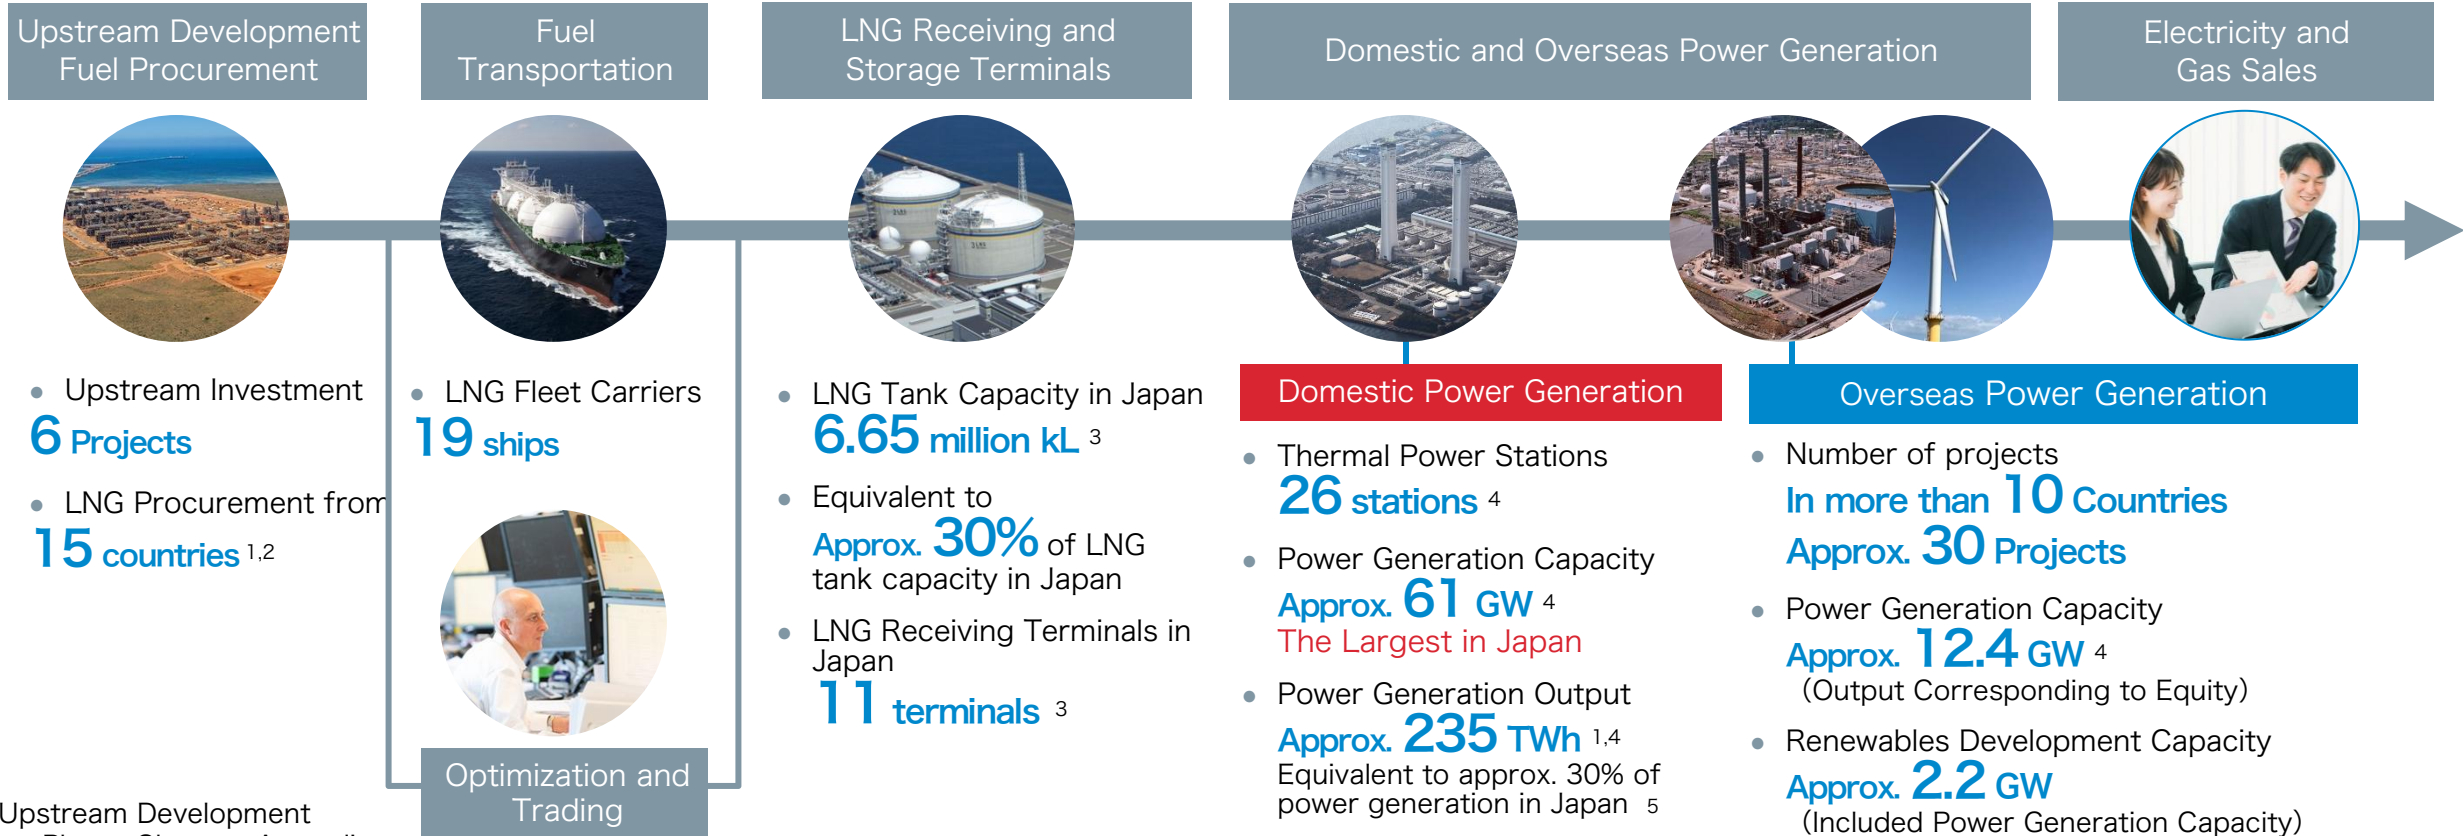 Upstream Development
Fuel Procurement
Fuel
Transportation
LNG Receiving and
Storage Terminals
Domestic and Overseas Power Generation
Electricity and
Gas Sales
● Upstream Investment
6 Projects
● LNG Procurement from
15 countries 1,2
● LNG Fleet Carriers
19 ships
Optimization and
Trading
● LNG Tank Capacity in Japan
6.65 million kL 3
● Equivalent to
Approx. 30% of LNG
tank capacity in Japan
● LNG Receiving Terminals in
Japan
11 terminals 3
Domestic Power Generation
● Thermal Power Stations
26 stations 4
● Power Generation Capacity
Approx. 61 GW 4
The Largest in Japan
● Power Generation Output
Approx. 235 TWh 1,4
Equivalent to approx. 30% of
power generation in Japan 5
Overseas Power Generation
● Number of projects
In more than 10 Countries
Approx. 30 Projects
● Power Generation Capacity
Approx. 12.4 GW 4
(Output Corresponding to Equity)
● Renewables Development Capacity
Approx. 2.2 GW
(Included Power Generation Capacity)
Upstream Development